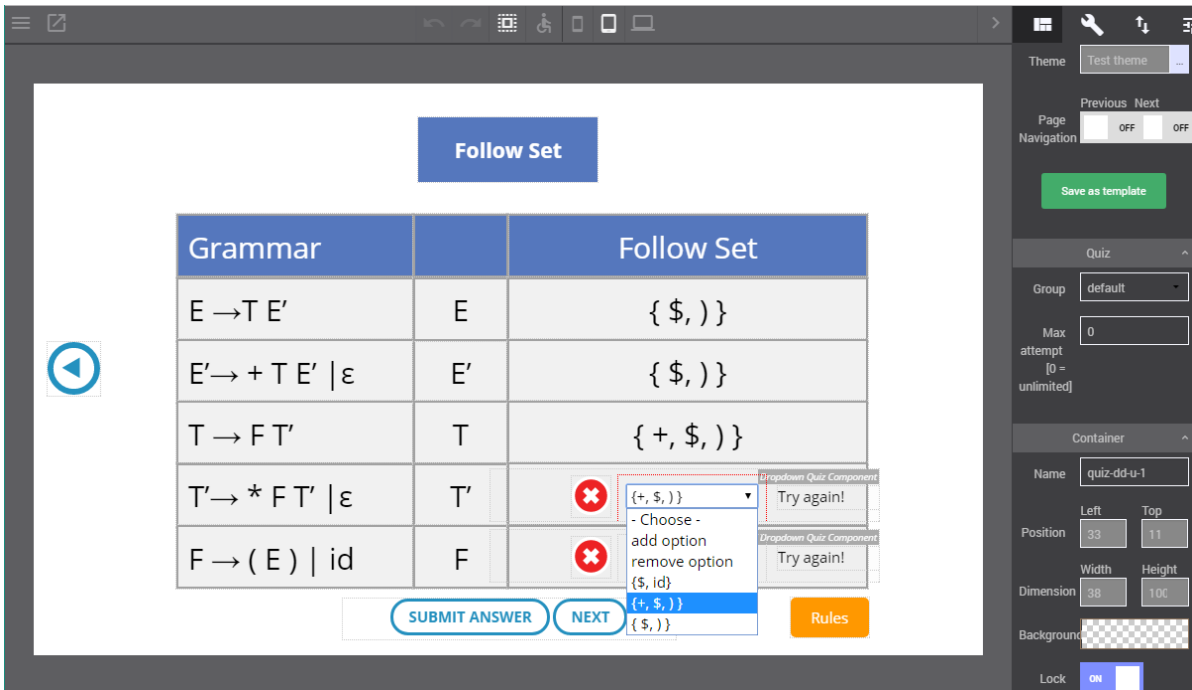 Theme Test theme ...
Previous Next
Page Navigation OFF OFF
Save as template
Follow Set
Grammar Follow Set
E →T E’ E { $, ) }
E’→ + T E’ | ε E’ { $, ) }
T → F T’ T { +, $, ) }
T’→ * F T’ | ε T’ {+, $, ) } Try again!
Dropdown Quiz Component
- Choose -
add option
remove option
{$, id}
{+, $, ) }
{ $, ) }
F → ( E ) | id F Try again!
Dropdown Quiz Component
SUBMIT ANSWER NEXT Rules
Quiz
Group default
Max attempt [0 = unlimited] 0
Container
Name quiz-dd-u-1
Left Top
Position 33 11
Width Height
Dimension 38 100
Background
Lock ON